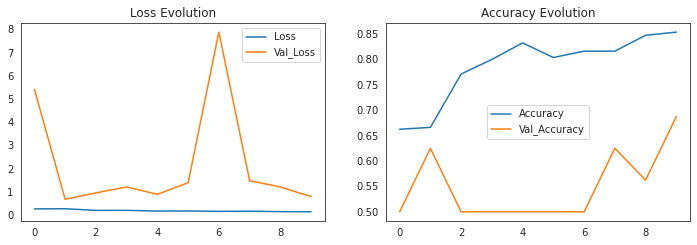 Loss Evolution
8
7
6
5
4
3
2
1
0
0 2 4 6 8
Loss
Val_Loss
Accuracy Evolution
0.85
0.80
0.75
0.70
0.65
0.60
0.55
0.50
0 2 4 6 8
Accuracy
Val_Accuracy